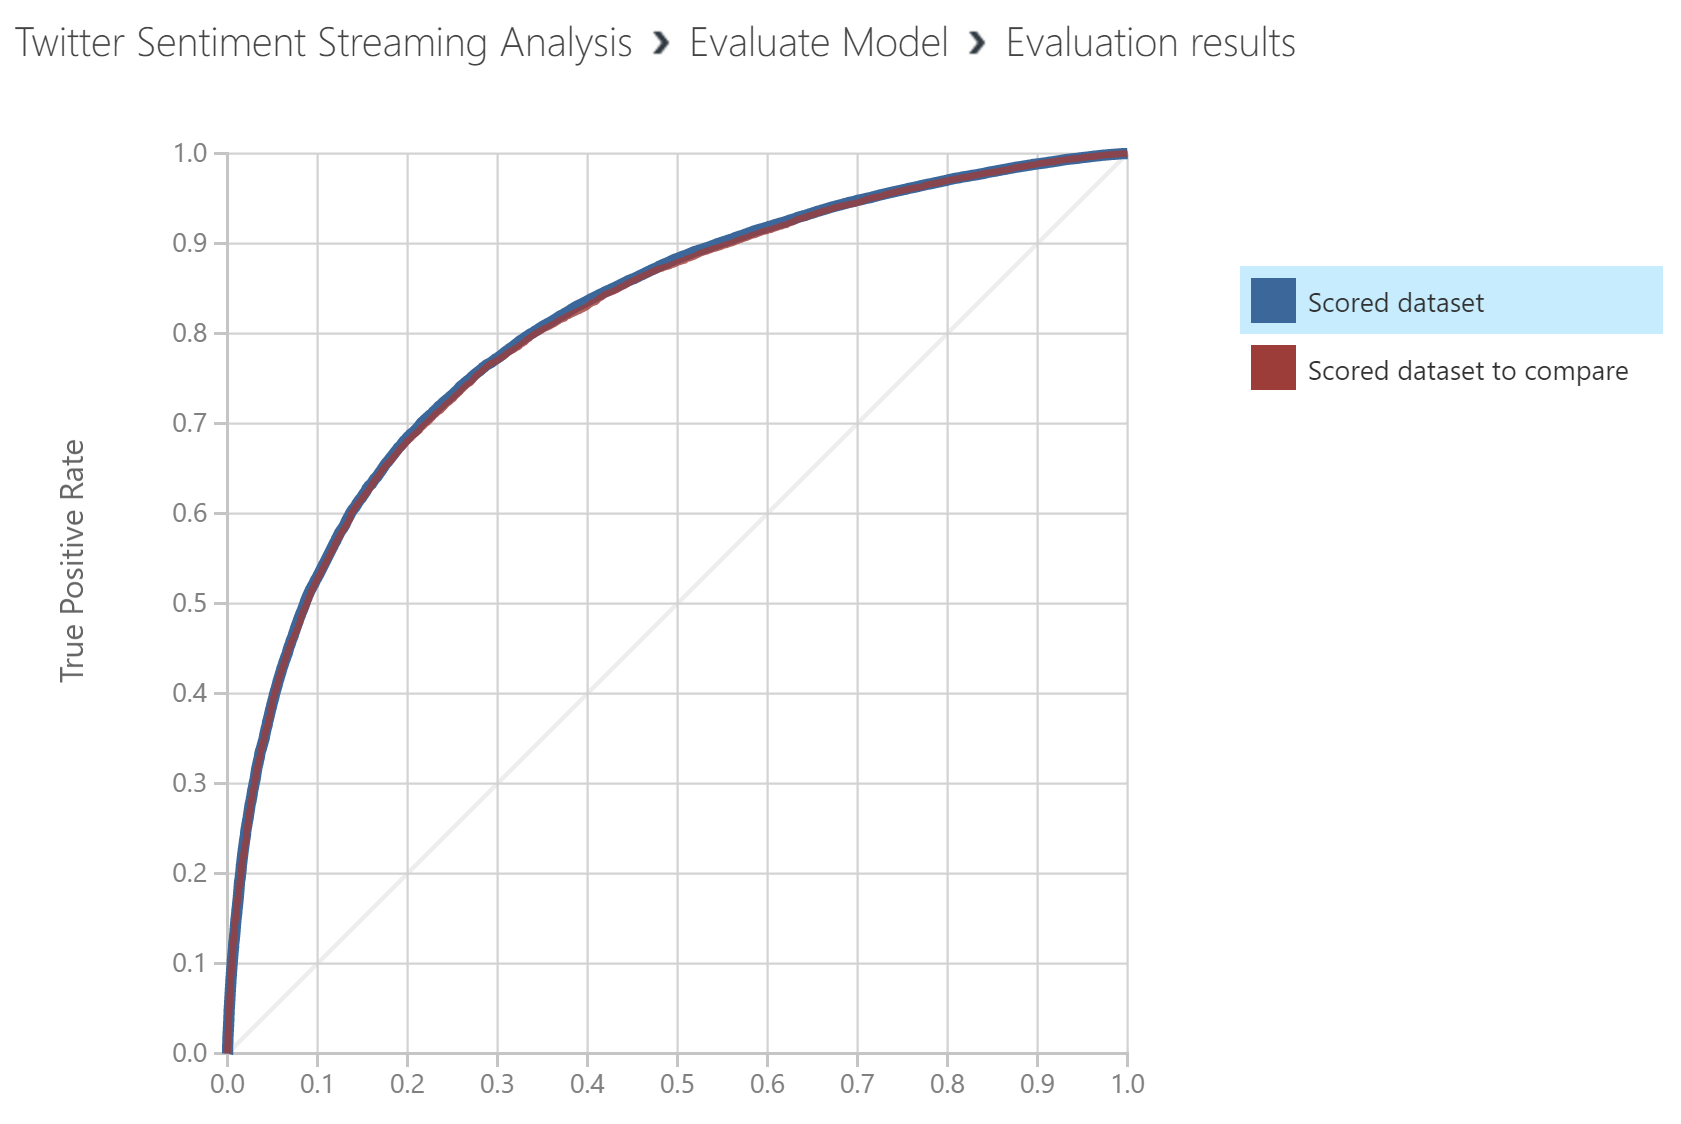 Twitter Sentiment Streaming Analysis › Evaluate Model › Evaluation results
1.0
0.9
0.8
0.7
0.6
0.5
0.4
0.3
0.2
0.1
0.0
True Positive Rate
0.0 0.1 0.2 0.3 0.4 0.5 0.6 0.7 0.8 0.9 1.0
Scored dataset
Scored dataset to compare